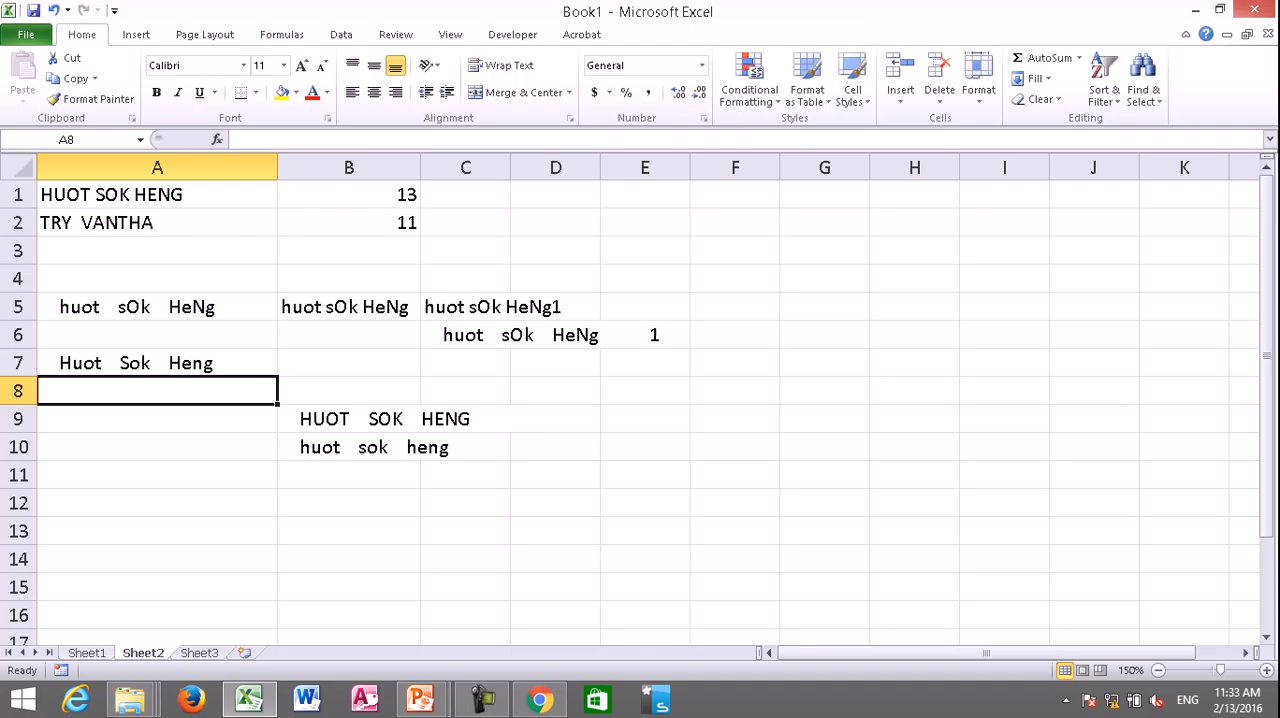 Book1 - Microsoft Excel
File Home Insert Page Layout Formulas Data Review View Developer Acrobat
Paste
Cut
Copy
Format Painter
Clipboard
Calibri 11
B I U
Font
Wrap Text
Merge & Center
Alignment
General
$ % ,
Number
Conditional Formatting
Format as Table
Cell Styles
Styles
Insert Delete Format
Cells
Σ AutoSum
Fill
Clear
Sort & Filter
Find & Select
Editing
A8 fx
A B C D E F G H I J K
1 HUOT SOK HENG 13
2 TRY  VANTHA 11
3
4
5 huot sOk HeNg huot sOk HeNg huot sOk HeNg1
6 huot sOk HeNg 1
7 Huot Sok Heng
8
9 HUOT SOK HENG
10 huot sok heng
11
12
13
14
15
16
17
Sheet1 Sheet2 Sheet3
Ready 150%
ENG
11:33 AM
2/13/2016